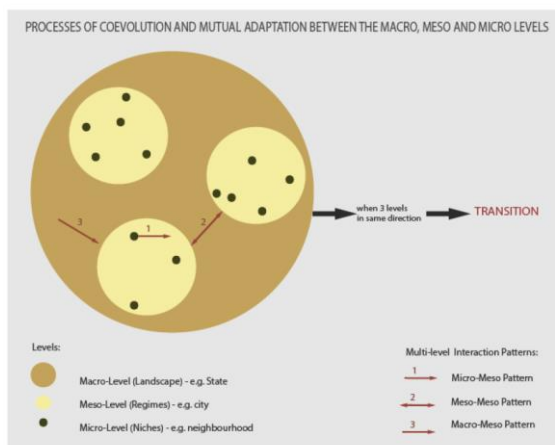 PROCESSES OF COEVOLUTION AND MUTUAL ADAPTATION BETWEEN THE MACRO, MESO AND MICRO LEVELS
3
1
2
when 3 levels
in same direction
TRANSITION
Levels:
Macro-Level (Landscape) - e.g. State
Meso-Level (Regimes) - e.g. city
Micro-Level (Niches) - e.g. neighbourhood
Multi-level Interaction Patterns:
1
Micro-Meso Pattern
2
Meso-Meso Pattern
3
Macro-Meso Pattern